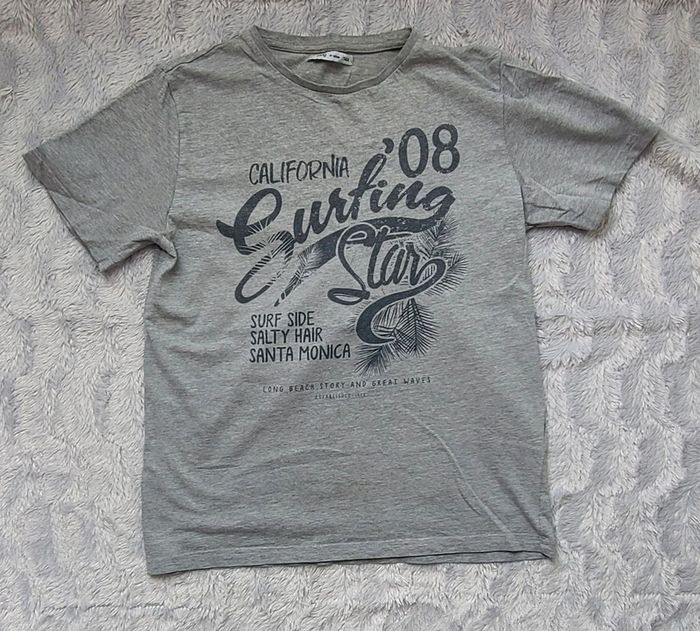 '08
CALIFORNIA
Surfing
Star
SURF SIDE
SALTY HAIR
SANTA MONICA
LONG BEACH STORY AND GREAT WAVES